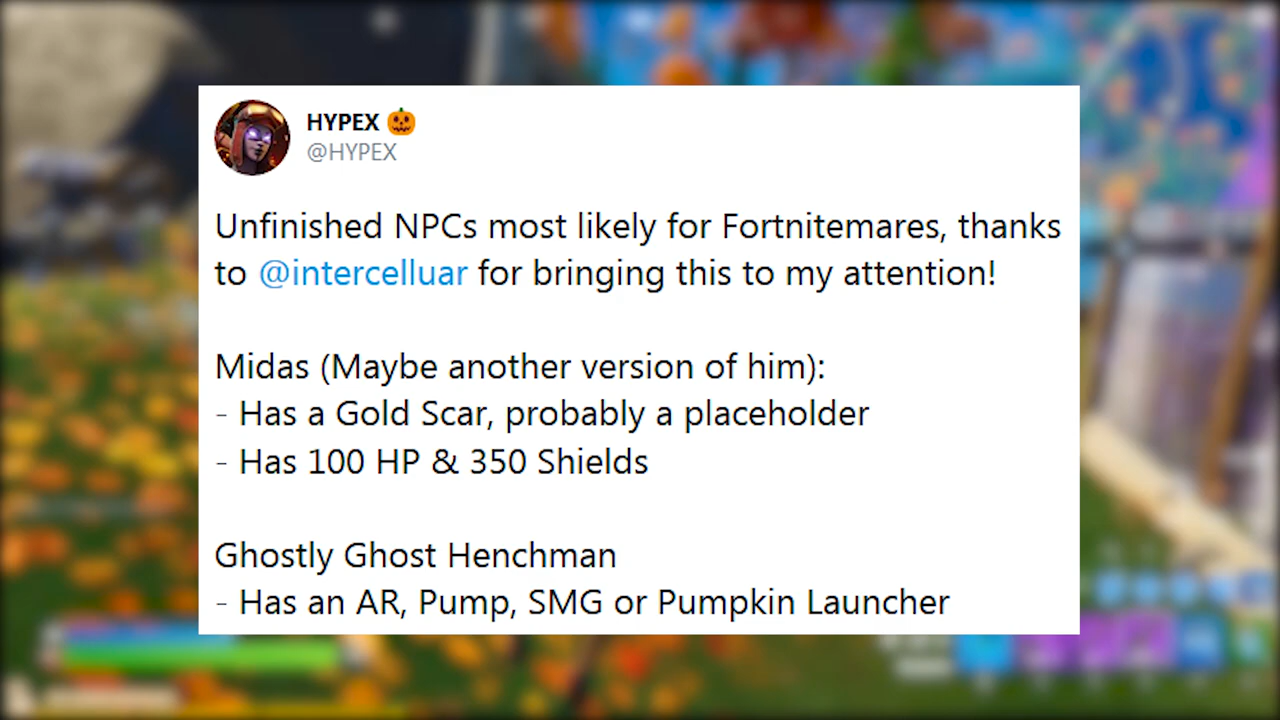 HYPEX 🎃
@HYPEX
Unfinished NPCs most likely for Fortnitemares, thanks
to @intercelluar for bringing this to my attention!
Midas (Maybe another version of him):
- Has a Gold Scar, probably a placeholder
- Has 100 HP & 350 Shields
Ghostly Ghost Henchman
- Has an AR, Pump, SMG or Pumpkin Launcher